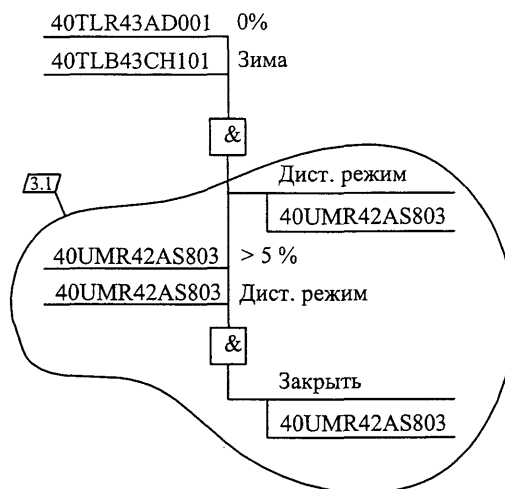 40TLR43AD001 0%
40TLB43CH101 Зима
&
3.1
Дист. режим
40UMR42AS803
40UMR42AS803 > 5 %
40UMR42AS803 Дист. режим
&
Закрыть
40UMR42AS803